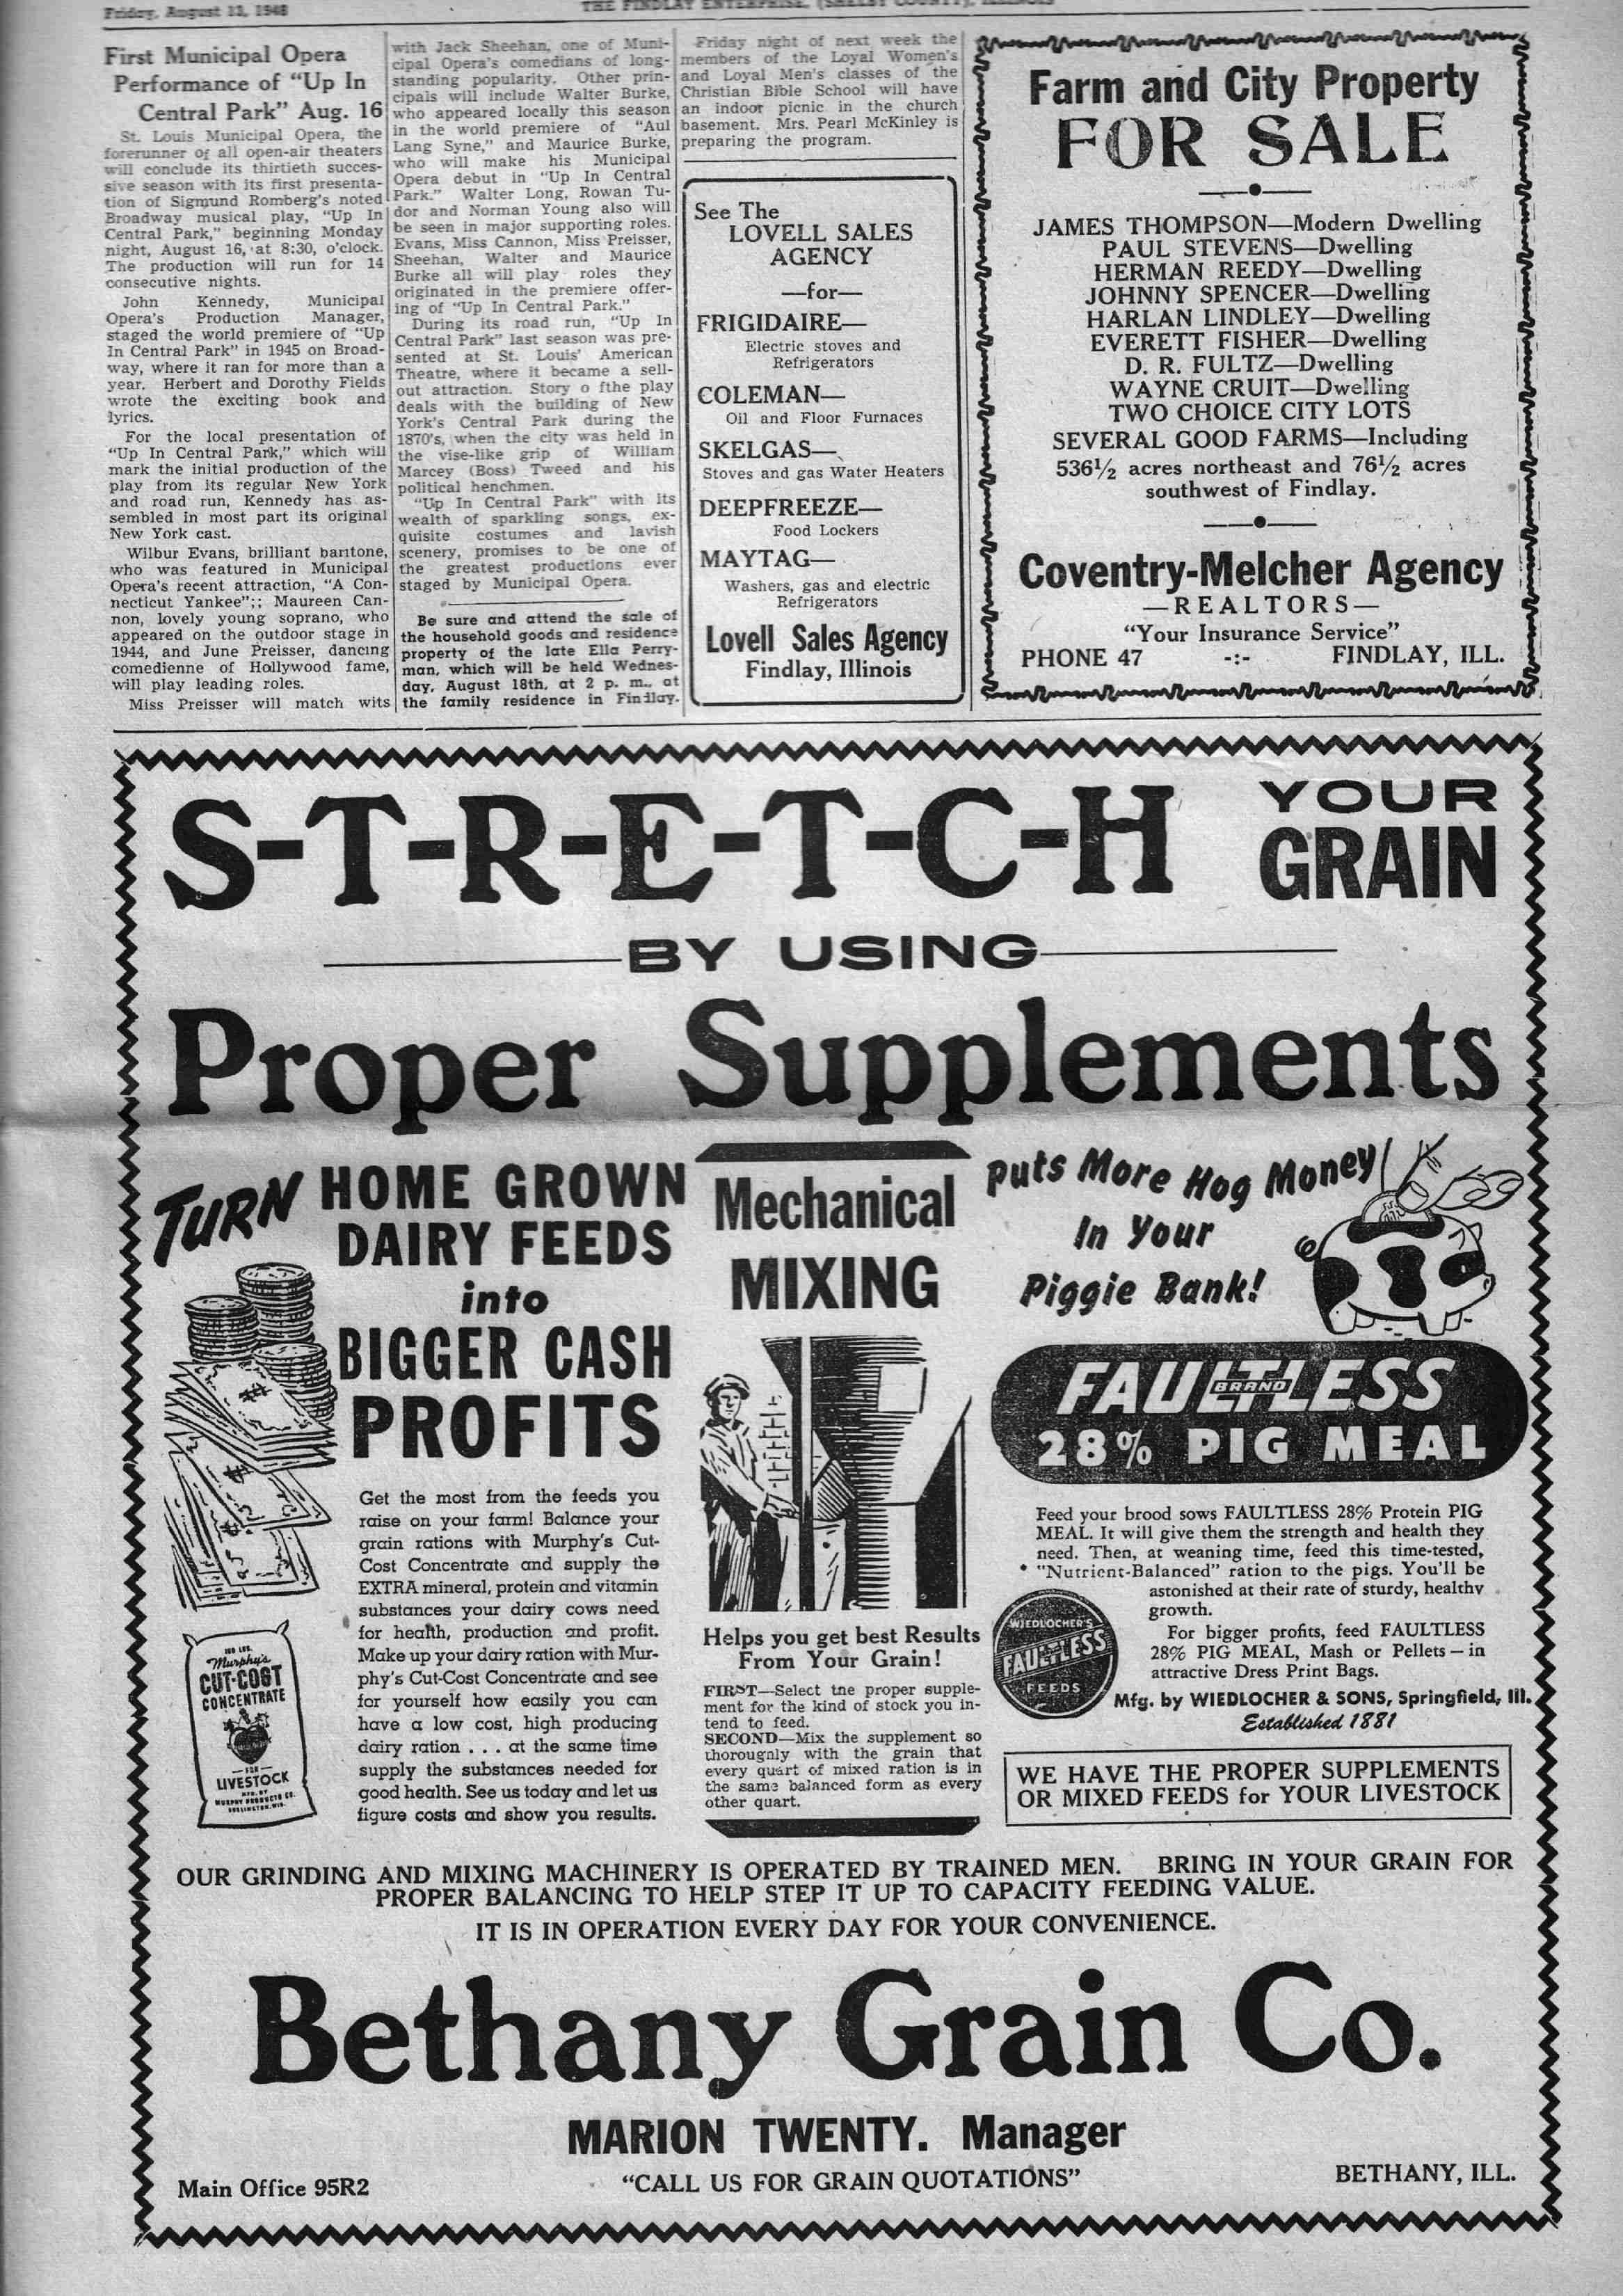 Friday, August 13, 1948
THE FINDLAY ENTERPRISE, (SHELBY COUNTY), ILLINOIS
First Municipal Opera
Performance of "Up In
Central Park" Aug. 16
St. Louis Municipal Opera, the
forerunner of all open-air theaters
will conclude its thirtieth succes-
sive season with its first presenta-
tion of Sigmund Romberg's noted
Broadway musical play, "Up In
Central Park," beginning Monday
night, August 16, at 8:30, o'clock.
The production will run for 14
consecutive nights.
John Kennedy, Municipal
Opera's Production Manager,
staged the world premiere of "Up
In Central Park" in 1945 on Broad-
way, where it ran for more than a
year. Herbert and Dorothy Fields
wrote the exciting book and
lyrics.
For the local presentation of
"Up In Central Park," which will
mark the initial production of the
play from its regular New York
and road run, Kennedy has as-
sembled in most part its original
New York cast.
Wilbur Evans, brilliant baritone,
who was featured in Municipal
Opera's recent attraction, "A Con-
necticut Yankee";; Maureen Can-
non, lovely young soprano, who
appeared on the outdoor stage in
1944, and June Preisser, dancing
comedienne of Hollywood fame,
will play leading roles.
Miss Preisser will match wits
with Jack Sheehan, one of Muni-
cipal Opera's comedians of long-
standing popularity. Other prin-
cipals will include Walter Burke,
who appeared locally this season
in the world premiere of "Aul
Lang Syne," and Maurice Burke,
who will make his Municipal
Opera debut in "Up In Central
Park." Walter Long, Rowan Tu-
dor and Norman Young also will
be seen in major supporting roles.
Evans, Miss Cannon, Miss Preisser,
Sheehan, Walter and Maurice
Burke all will play roles they
originated in the premiere offer-
ing of "Up In Central Park."
During its road run, "Up In
Central Park" last season was pre-
sented at St. Louis' American
Theatre, where it became a sell-
out attraction. Story o fthe play
deals with the building of New
York's Central Park during the
1870's, when the city was held in
the vise-like grip of William
Marcey (Boss) Tweed and his
political henchmen.
"Up In Central Park" with its
wealth of sparkling songs, ex-
quisite costumes and lavish
scenery, promises to be one of
the greatest productions ever
staged by Municipal Opera.
Be sure and attend the sale of
the household goods and residence
property of the late Ella Perry-
man, which will be held Wednes-
day, August 18th, at 2 p. m., at
the family residence in Findlay.
Friday night of next week the
members of the Loyal Women's
and Loyal Men's classes of the
Christian Bible School will have
an indoor picnic in the church
basement. Mrs. Pearl McKinley is
preparing the program.
See The
LOVELL SALES
AGENCY
—for—
FRIGIDAIRE—
Electric stoves and
Refrigerators
COLEMAN—
Oil and Floor Furnaces
SKELGAS—
Stoves and gas Water Heaters
DEEPFREEZE—
Food Lockers
MAYTAG—
Washers, gas and electric
Refrigerators
Lovell Sales Agency
Findlay, Illinois
Farm and City Property
FOR SALE
JAMES THOMPSON—Modern Dwelling
PAUL STEVENS—Dwelling
HERMAN REEDY—Dwelling
JOHNNY SPENCER—Dwelling
HARLAN LINDLEY—Dwelling
EVERETT FISHER—Dwelling
D. R. FULTZ—Dwelling
WAYNE CRUIT—Dwelling
TWO CHOICE CITY LOTS
SEVERAL GOOD FARMS—Including
536½ acres northeast and 76½ acres
southwest of Findlay.
Coventry-Melcher Agency
—REALTORS—
"Your Insurance Service"
PHONE 47 -:- FINDLAY, ILL.
S-T-R-E-T-C-H YOUR
GRAIN
BY USING
Proper Supplements
TURN HOME GROWN
DAIRY FEEDS
into
BIGGER CASH
PROFITS
Get the most from the feeds you
raise on your farm! Balance your
grain rations with Murphy's Cut-
Cost Concentrate and supply the
EXTRA mineral, protein and vitamin
substances your dairy cows need
for health, production and profit.
Make up your dairy ration with Mur-
phy's Cut-Cost Concentrate and see
for yourself how easily you can
have a low cost, high producing
dairy ration . . . at the same time
supply the substances needed for
good health. See us today and let us
figure costs and show you results.
100 LBS.
Murphy's
CUT-COST
CONCENTRATE
—FOR—
LIVESTOCK
MFG. BY
MURPHY PRODUCTS CO.
BURLINGTON, WIS.
Mechanical
MIXING
Helps you get best Results
From Your Grain!
FIRST—Select the proper supple-
ment for the kind of stock you in-
tend to feed.
SECOND—Mix the supplement so
thoroughly with the grain that
every quart of mixed ration is in
the same balanced form as every
other quart.
Puts More Hog Money
In Your
Piggie Bank!
FAULTLESS
BRAND
28% PIG MEAL
Feed your brood sows FAULTLESS 28% Protein PIG
MEAL. It will give them the strength and health they
need. Then, at weaning time, feed this time-tested,
"Nutrient-Balanced" ration to the pigs. You'll be
astonished at their rate of sturdy, healthy
growth.
For bigger profits, feed FAULTLESS
28% PIG MEAL, Mash or Pellets — in
attractive Dress Print Bags.
WIEDLOCHER'S
FAULTLESS
FEEDS
Mfg. by WIEDLOCHER & SONS, Springfield, Ill.
Established 1881
WE HAVE THE PROPER SUPPLEMENTS
OR MIXED FEEDS for YOUR LIVESTOCK
OUR GRINDING AND MIXING MACHINERY IS OPERATED BY TRAINED MEN. BRING IN YOUR GRAIN FOR
PROPER BALANCING TO HELP STEP IT UP TO CAPACITY FEEDING VALUE.
IT IS IN OPERATION EVERY DAY FOR YOUR CONVENIENCE.
Bethany Grain Co.
MARION TWENTY. Manager
Main Office 95R2 "CALL US FOR GRAIN QUOTATIONS" BETHANY, ILL.